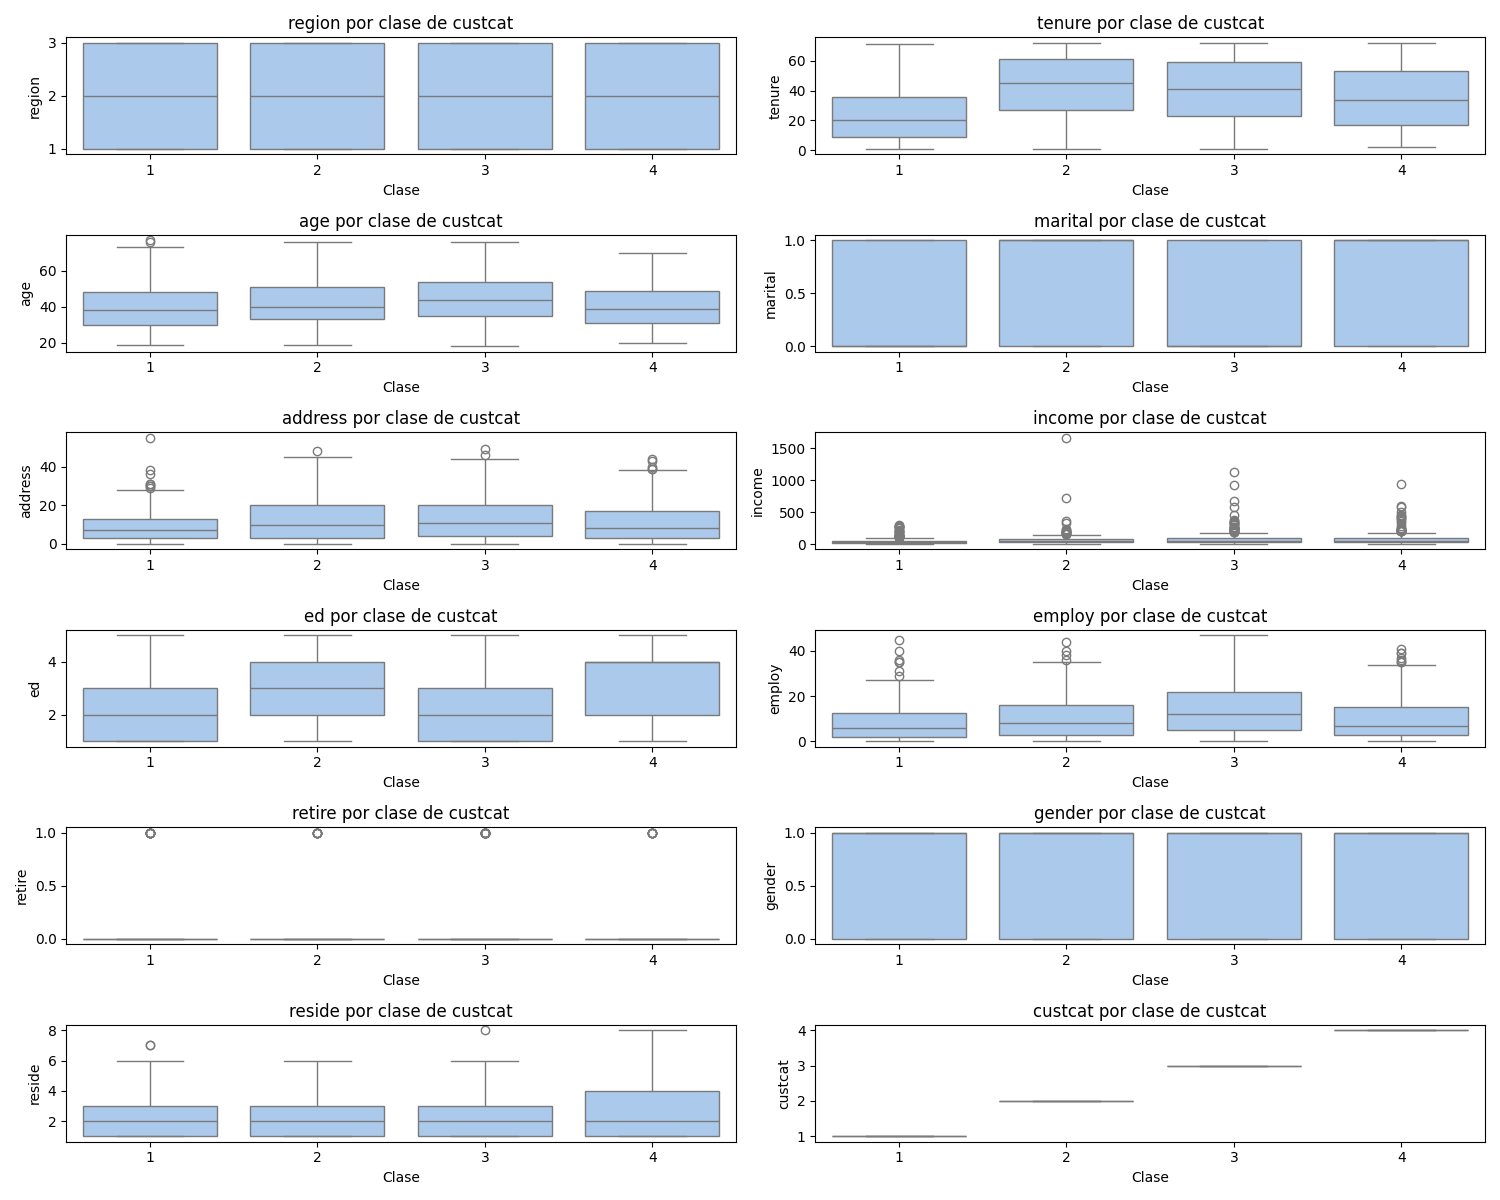 region por clase de custcat
3
2
1
region
1 2 3 4
Clase
tenure por clase de custcat
60
40
20
0
tenure
1 2 3 4
Clase
age por clase de custcat
60
40
20
age
1 2 3 4
Clase
marital por clase de custcat
1.0
0.5
0.0
marital
1 2 3 4
Clase
address por clase de custcat
40
20
0
address
1 2 3 4
Clase
income por clase de custcat
1500
1000
500
0
income
1 2 3 4
Clase
ed por clase de custcat
4
2
ed
1 2 3 4
Clase
employ por clase de custcat
40
20
0
employ
1 2 3 4
Clase
retire por clase de custcat
1.0
0.5
0.0
retire
1 2 3 4
Clase
gender por clase de custcat
1.0
0.5
0.0
gender
1 2 3 4
Clase
reside por clase de custcat
8
6
4
2
reside
1 2 3 4
Clase
custcat por clase de custcat
4
3
2
1
custcat
1 2 3 4
Clase